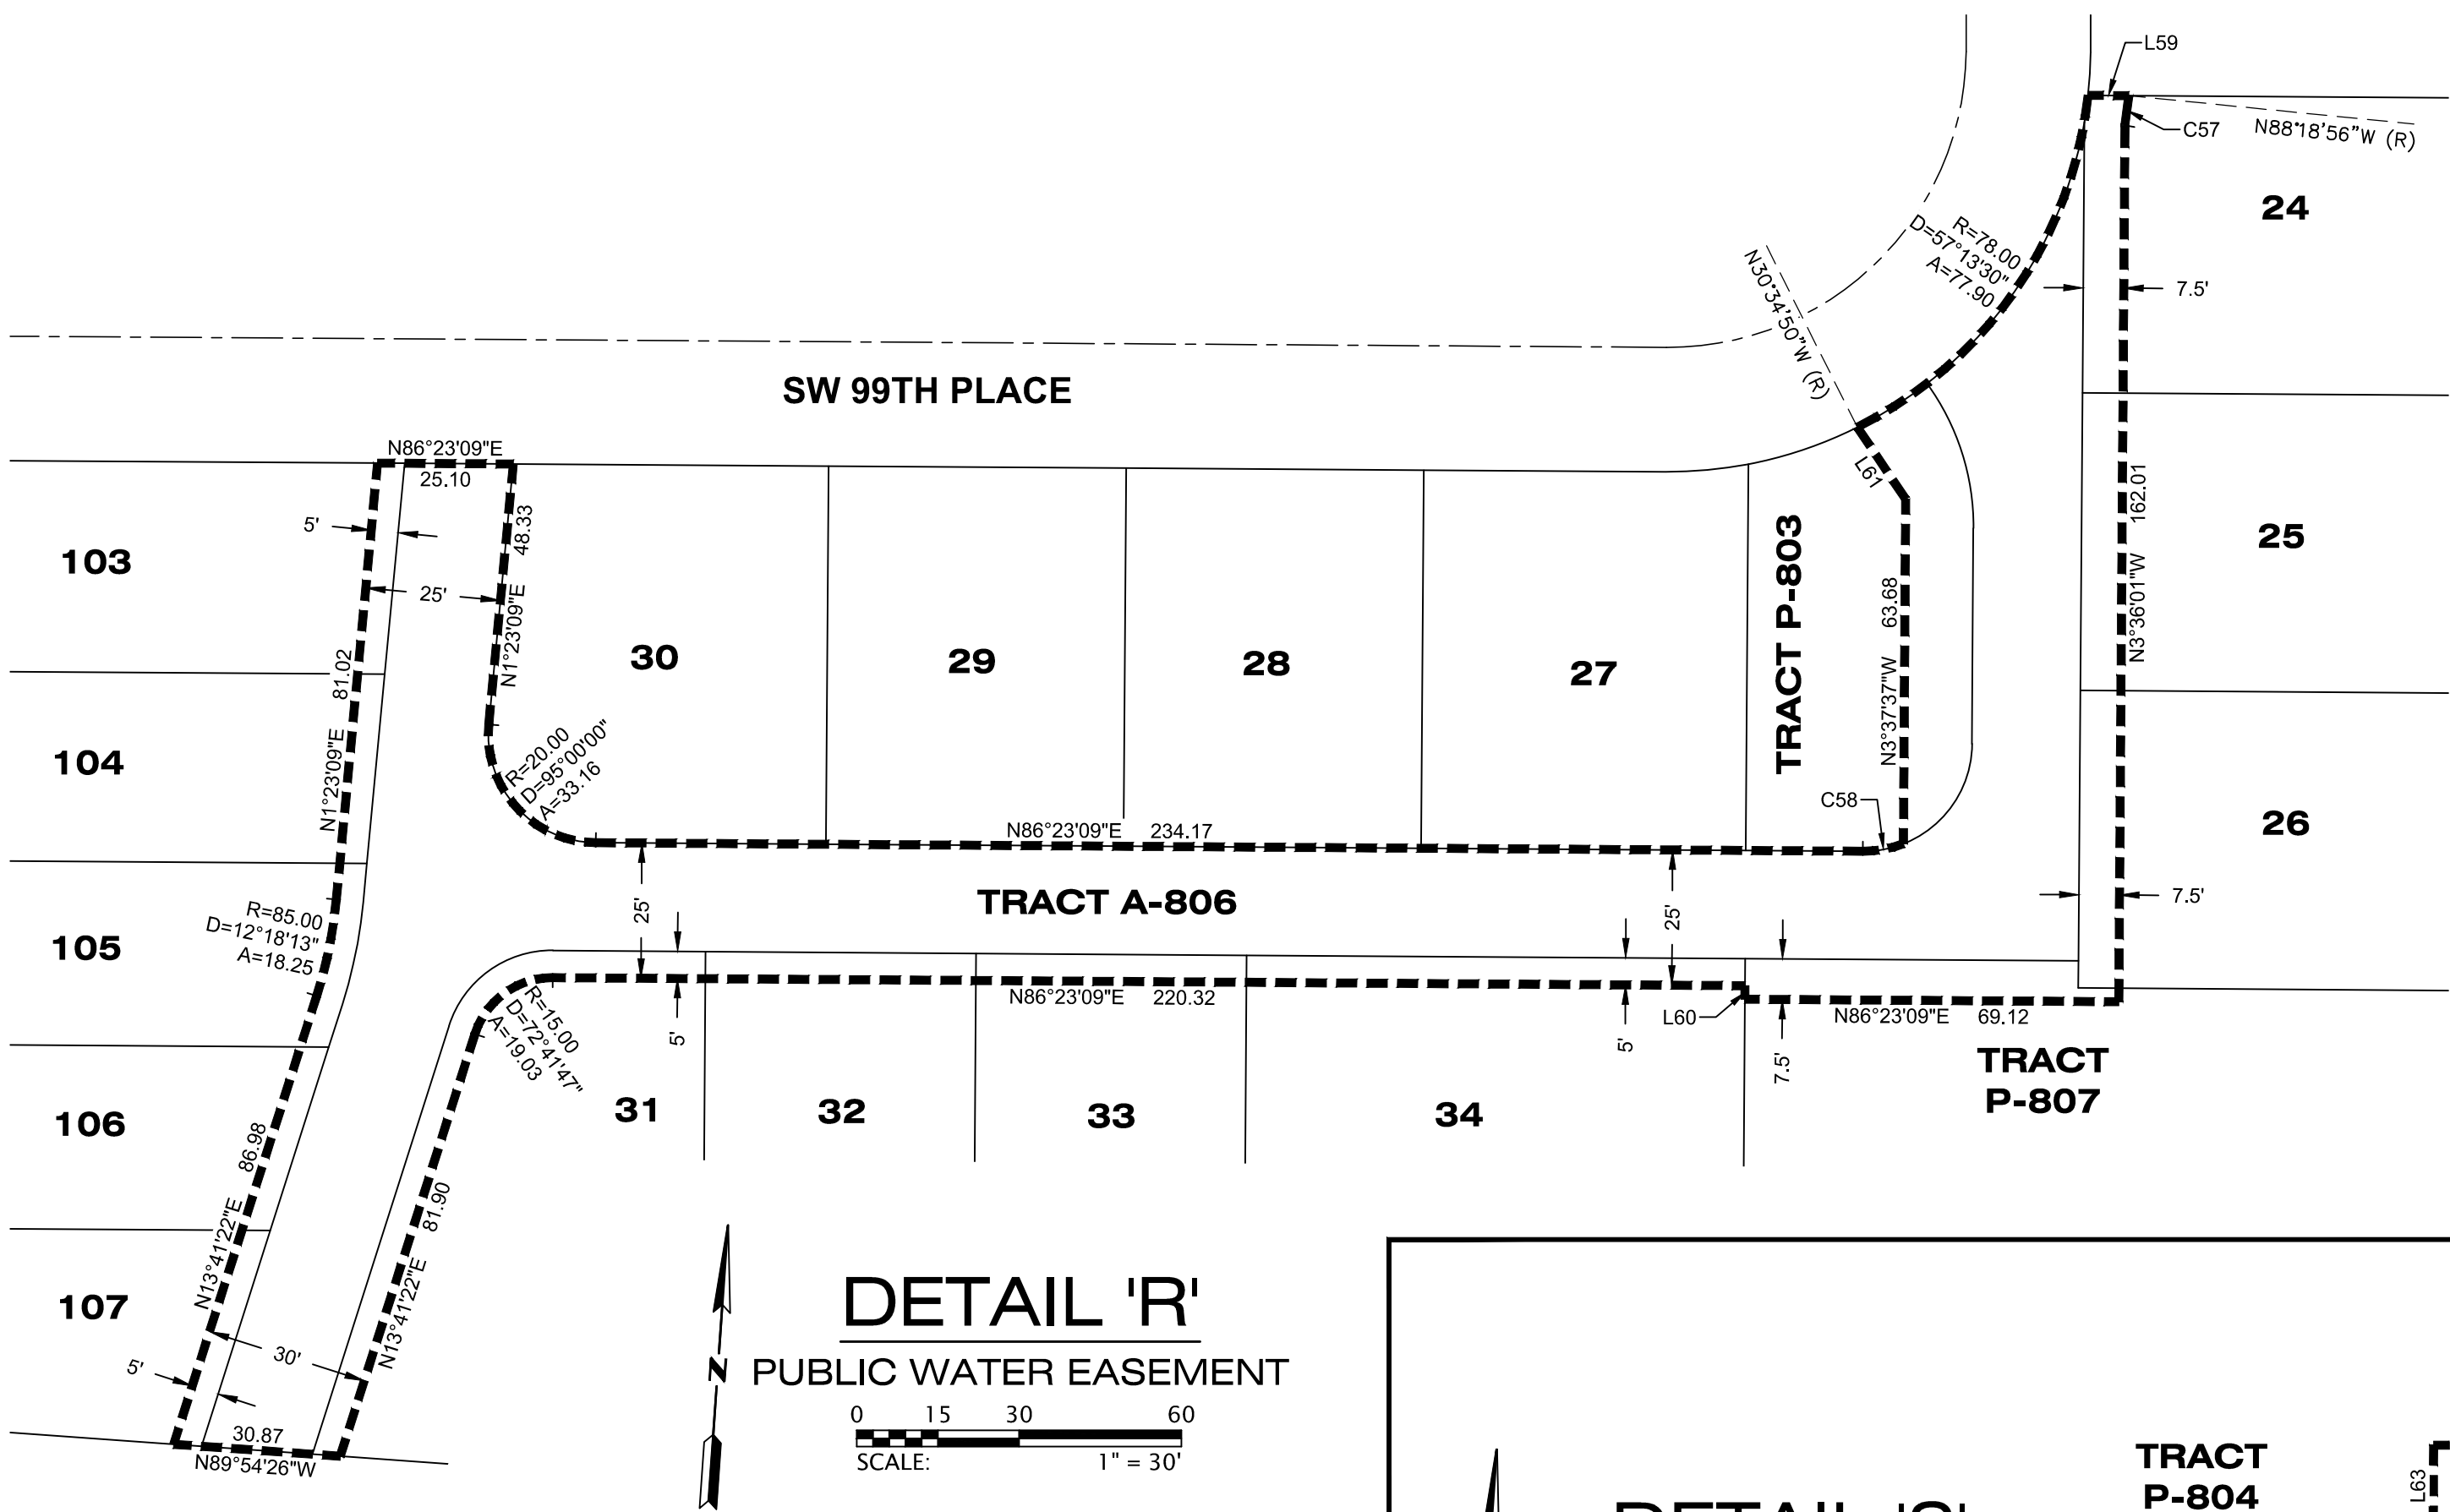 L59
C57
N88°18'56"W (R)
24
R=78.00
D=57°13'30"
A=77.90
7.5'
N30°34'50"W (R)
SW 99TH PLACE
N86°23'09"E
25.10
L61
5'
48.33
162.01
103
25'
N1°23'09"E
TRACT P-803
63.68
N3°36'01"W
25
30
29
28
27
81.02
N3°37'37"W
104
N1°23'09"E
R=20.00
D=95°00'00"
A=33.16
C58
N86°23'09"E 234.17
26
TRACT A-806
25'
25'
7.5'
R=85.00
D=12°18'13"
A=18.25
105
N86°23'09"E 220.32
R=15.00
D=72°41'47"
A=19.03
5'
5'
L60
N86°23'09"E 69.12
7.5'
TRACT
P-807
31
32
33
34
106
86.98
N13°41'22"E
81.90
N13°41'22"E
107
30'
5'
30.87
N89°54'26"W
N
DETAIL 'R'
PUBLIC WATER EASEMENT
0 15 30 60
SCALE: 1" = 30'
TRACT
P-804
L63
DETAIL 'S'